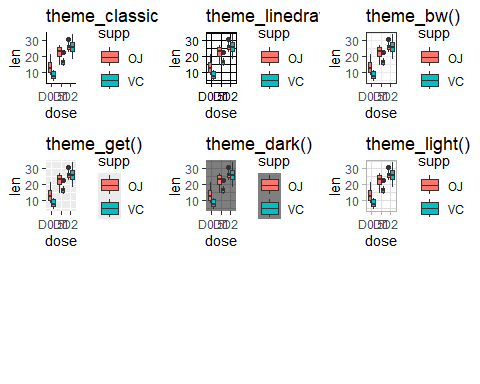 theme_classic
supp
len
30
20
10
OJ
VC
dose
theme_linedra
supp
len
30
20
10
OJ
VC
dose
theme_bw()
supp
len
30
20
10
OJ
VC
dose
theme_get()
supp
len
30
20
10
OJ
VC
dose
theme_dark()
supp
len
30
20
10
OJ
VC
dose
theme_light()
supp
len
30
20
10
OJ
VC
dose